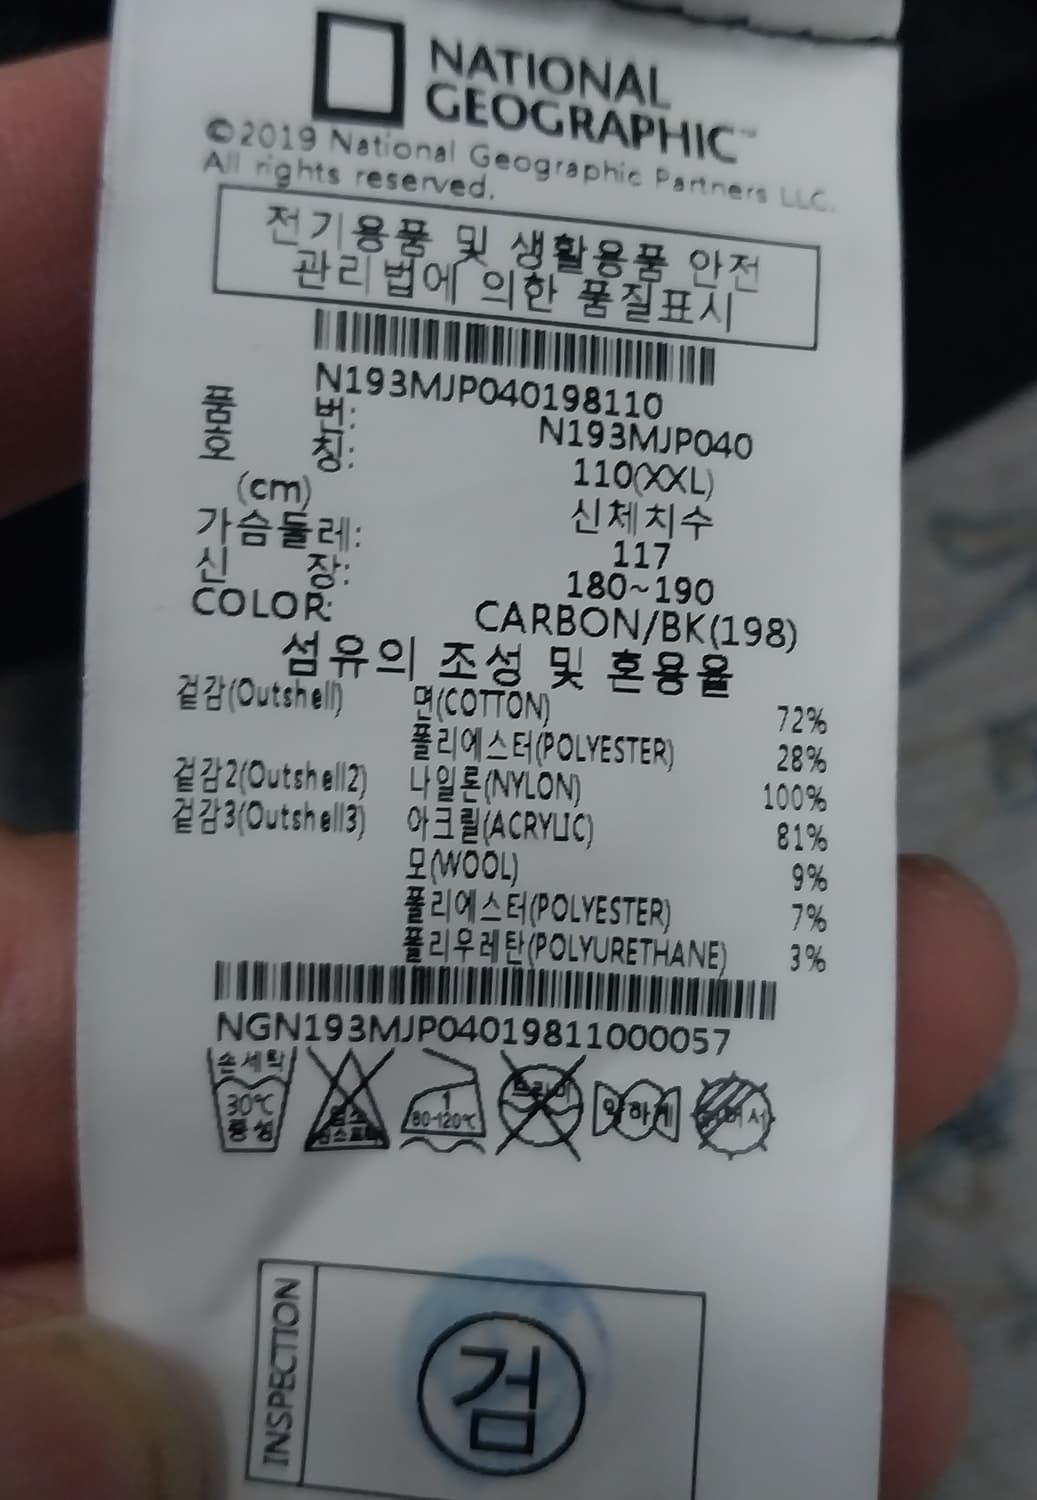 NATIONAL
GEOGRAPHIC™
©2019 National Geographic Partners LLC.
All rights reserved.
전기용품 및 생활용품 안전
관리법에 의한 품질표시
N193MJP040198110
품 번: N193MJP040
호 칭: 110(XXL)
(cm) 신체치수
가슴둘레: 117
신 장: 180~190
COLOR: CARBON/BK(198)
섬유의 조성 및 혼용율
겉감(Outshell) 면(COTTON) 72%
폴리에스터(POLYESTER) 28%
겉감2(Outshell2) 나일론(NYLON) 100%
겉감3(Outshell3) 아크릴(ACRYLIC) 81%
모(WOOL) 9%
폴리에스터(POLYESTER) 7%
폴리우레탄(POLYURETHANE) 3%
NGN193MJP04019811000057
손세탁
30℃
중성
1
80-120℃
드라이
약하게
INSPECTION
검